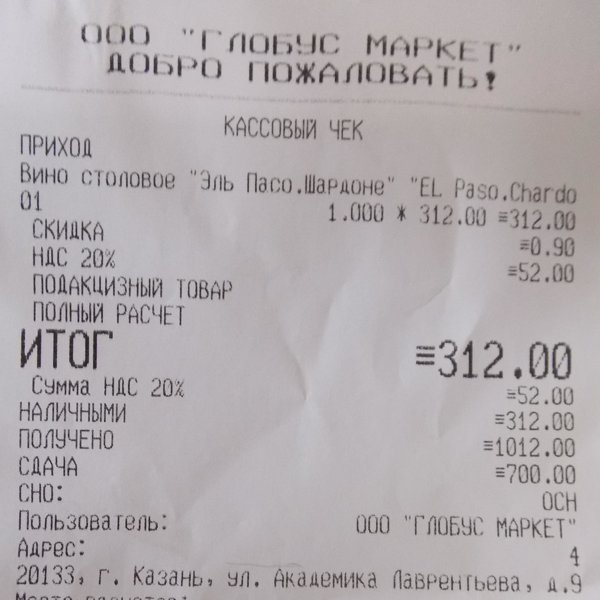 ООО "ГЛОБУС МАРКЕТ"
ДОБРО ПОЖАЛОВАТЬ!
КАССОВЫЙ ЧЕК
ПРИХОД
Вино столовое "Эль Пасо.Шардоне" "EL Paso.Chardo
01 1.000 * 312.00 ≡312.00
СКИДКА ≡0.90
НДС 20% ≡52.00
ПОДАКЦИЗНЫЙ ТОВАР
ПОЛНЫЙ РАСЧЕТ
ИТОГ ≡312.00
Сумма НДС 20% ≡52.00
НАЛИЧНЫМИ ≡312.00
ПОЛУЧЕНО ≡1012.00
СДАЧА ≡700.00
СНО: ОСН
Пользователь: ООО "ГЛОБУС МАРКЕТ"
Адрес: 4
20133, г. Казань, ул. Академика Лаврентьева, д.9